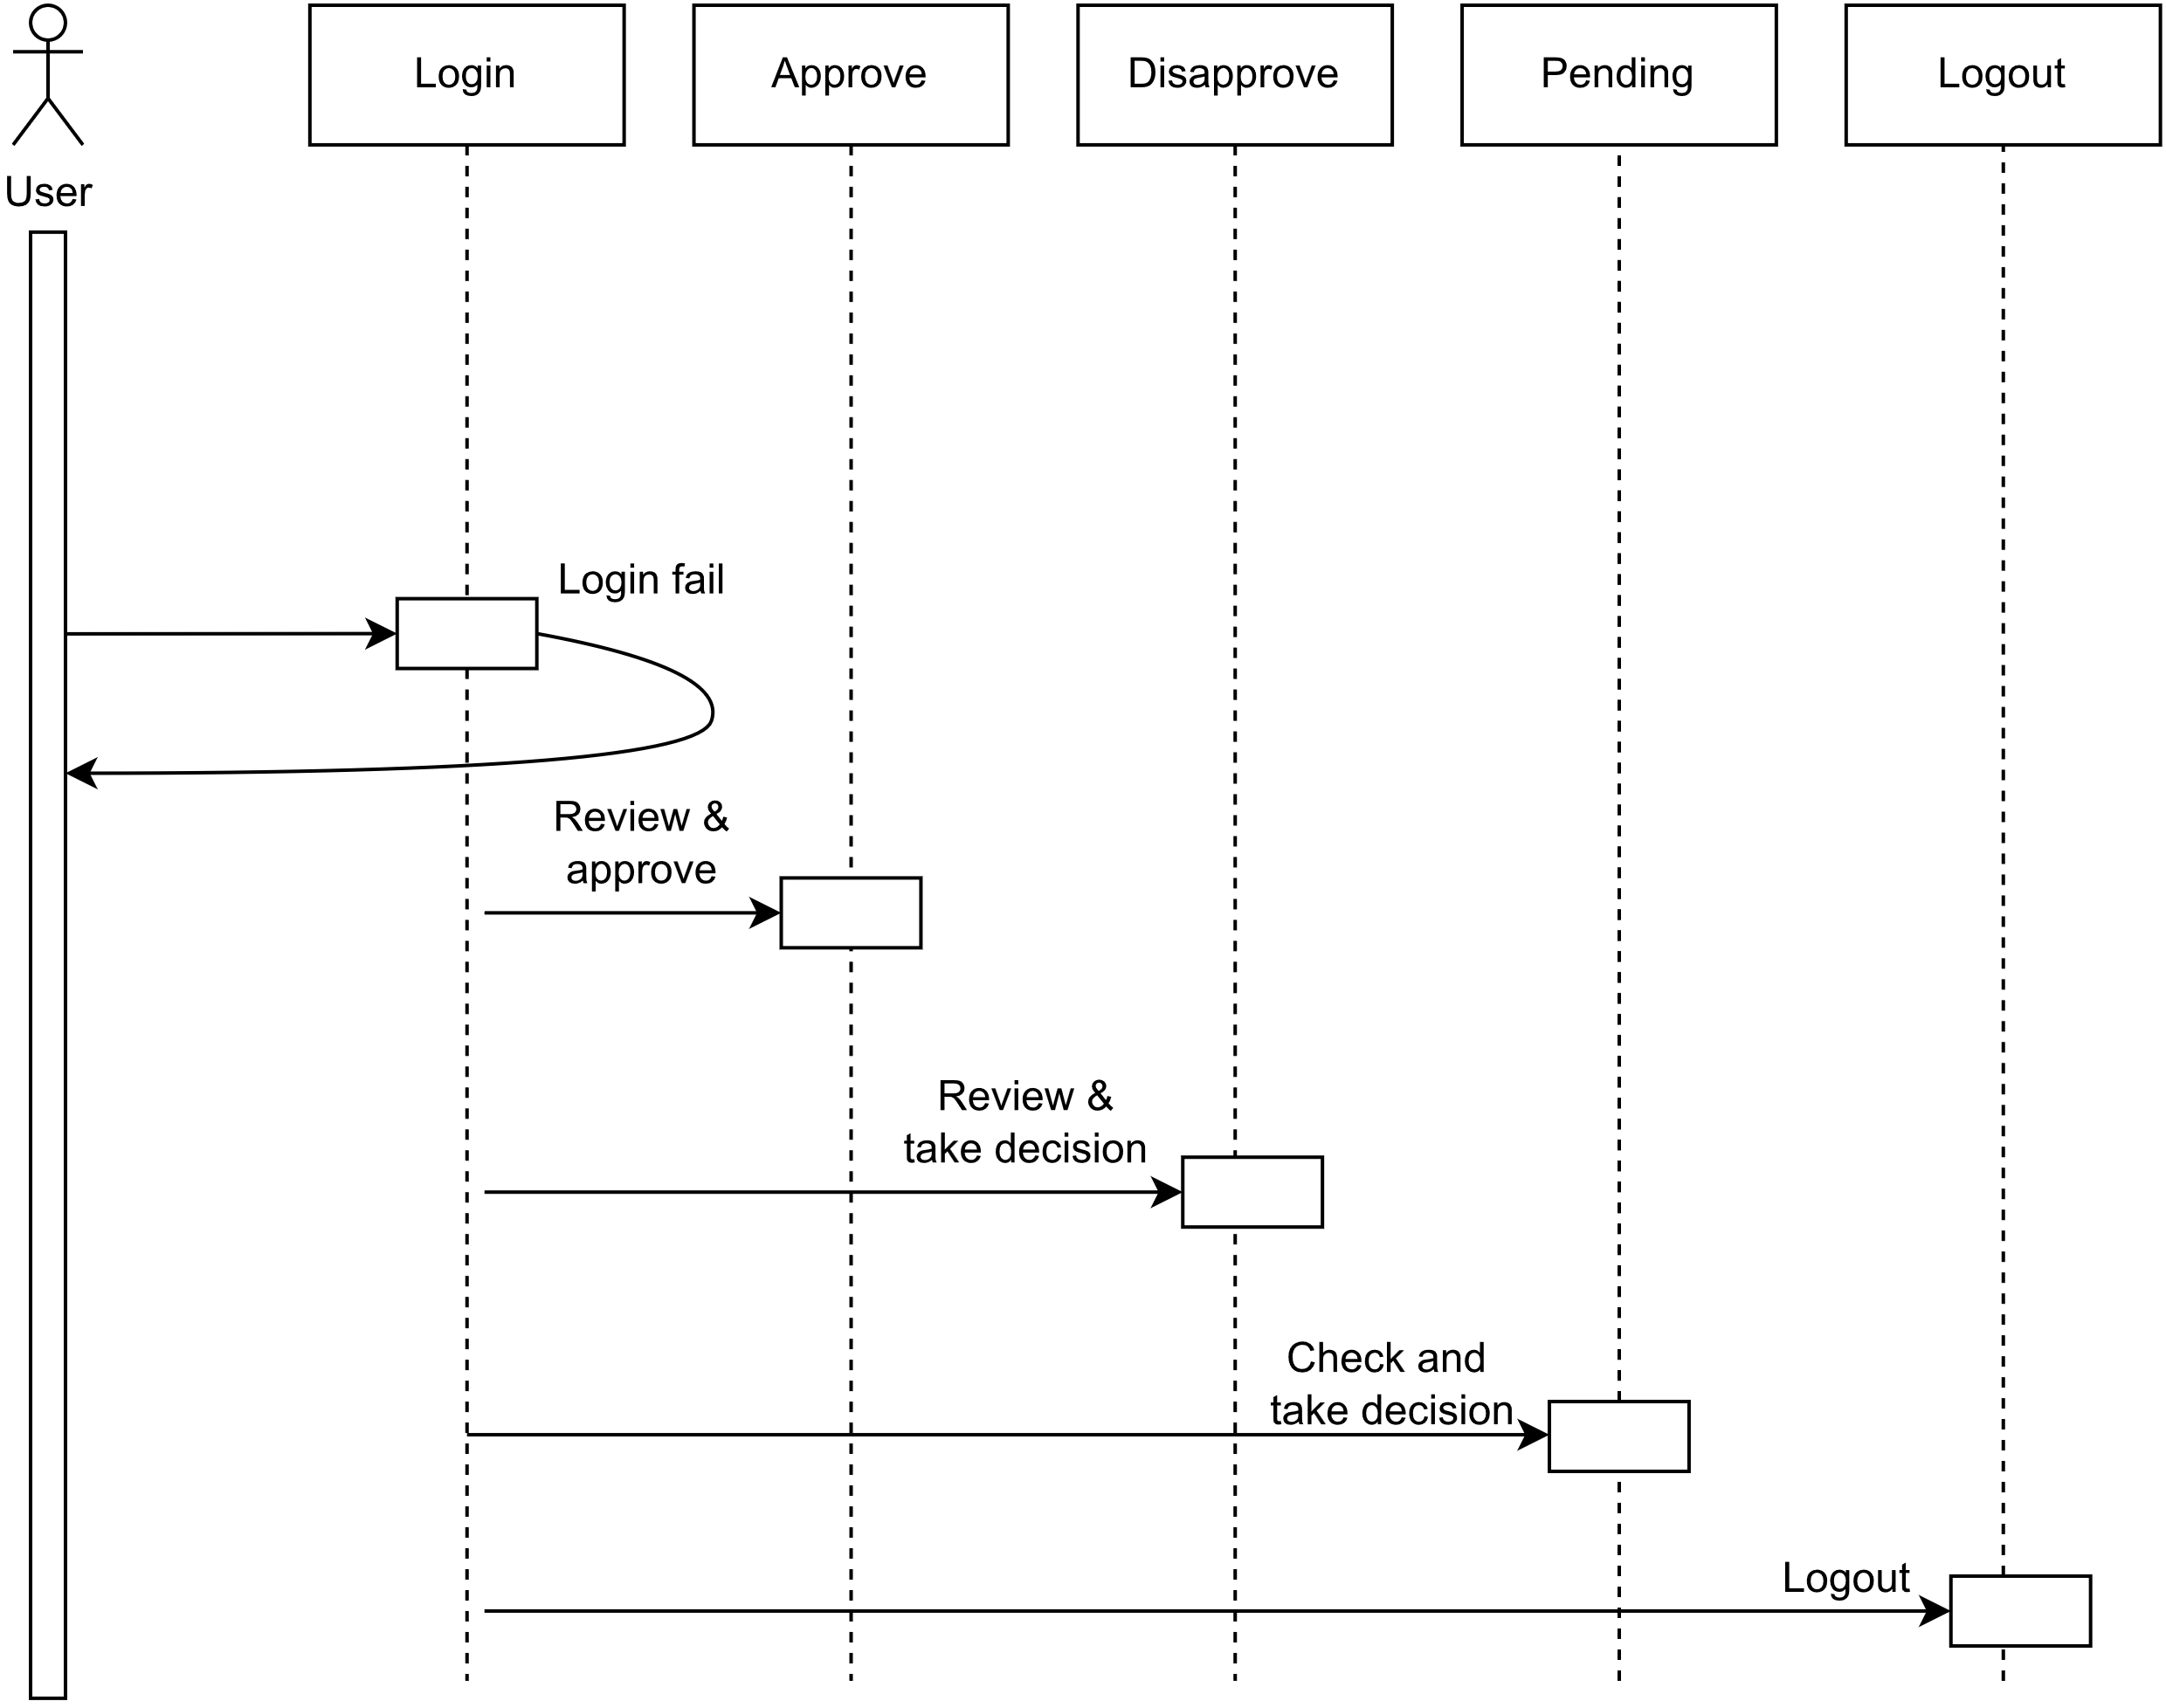 Login
Approve
Disapprove
Pending
Logout
User
Login fail
Review &
approve
Review &
take decision
Check and
take decision
Logout